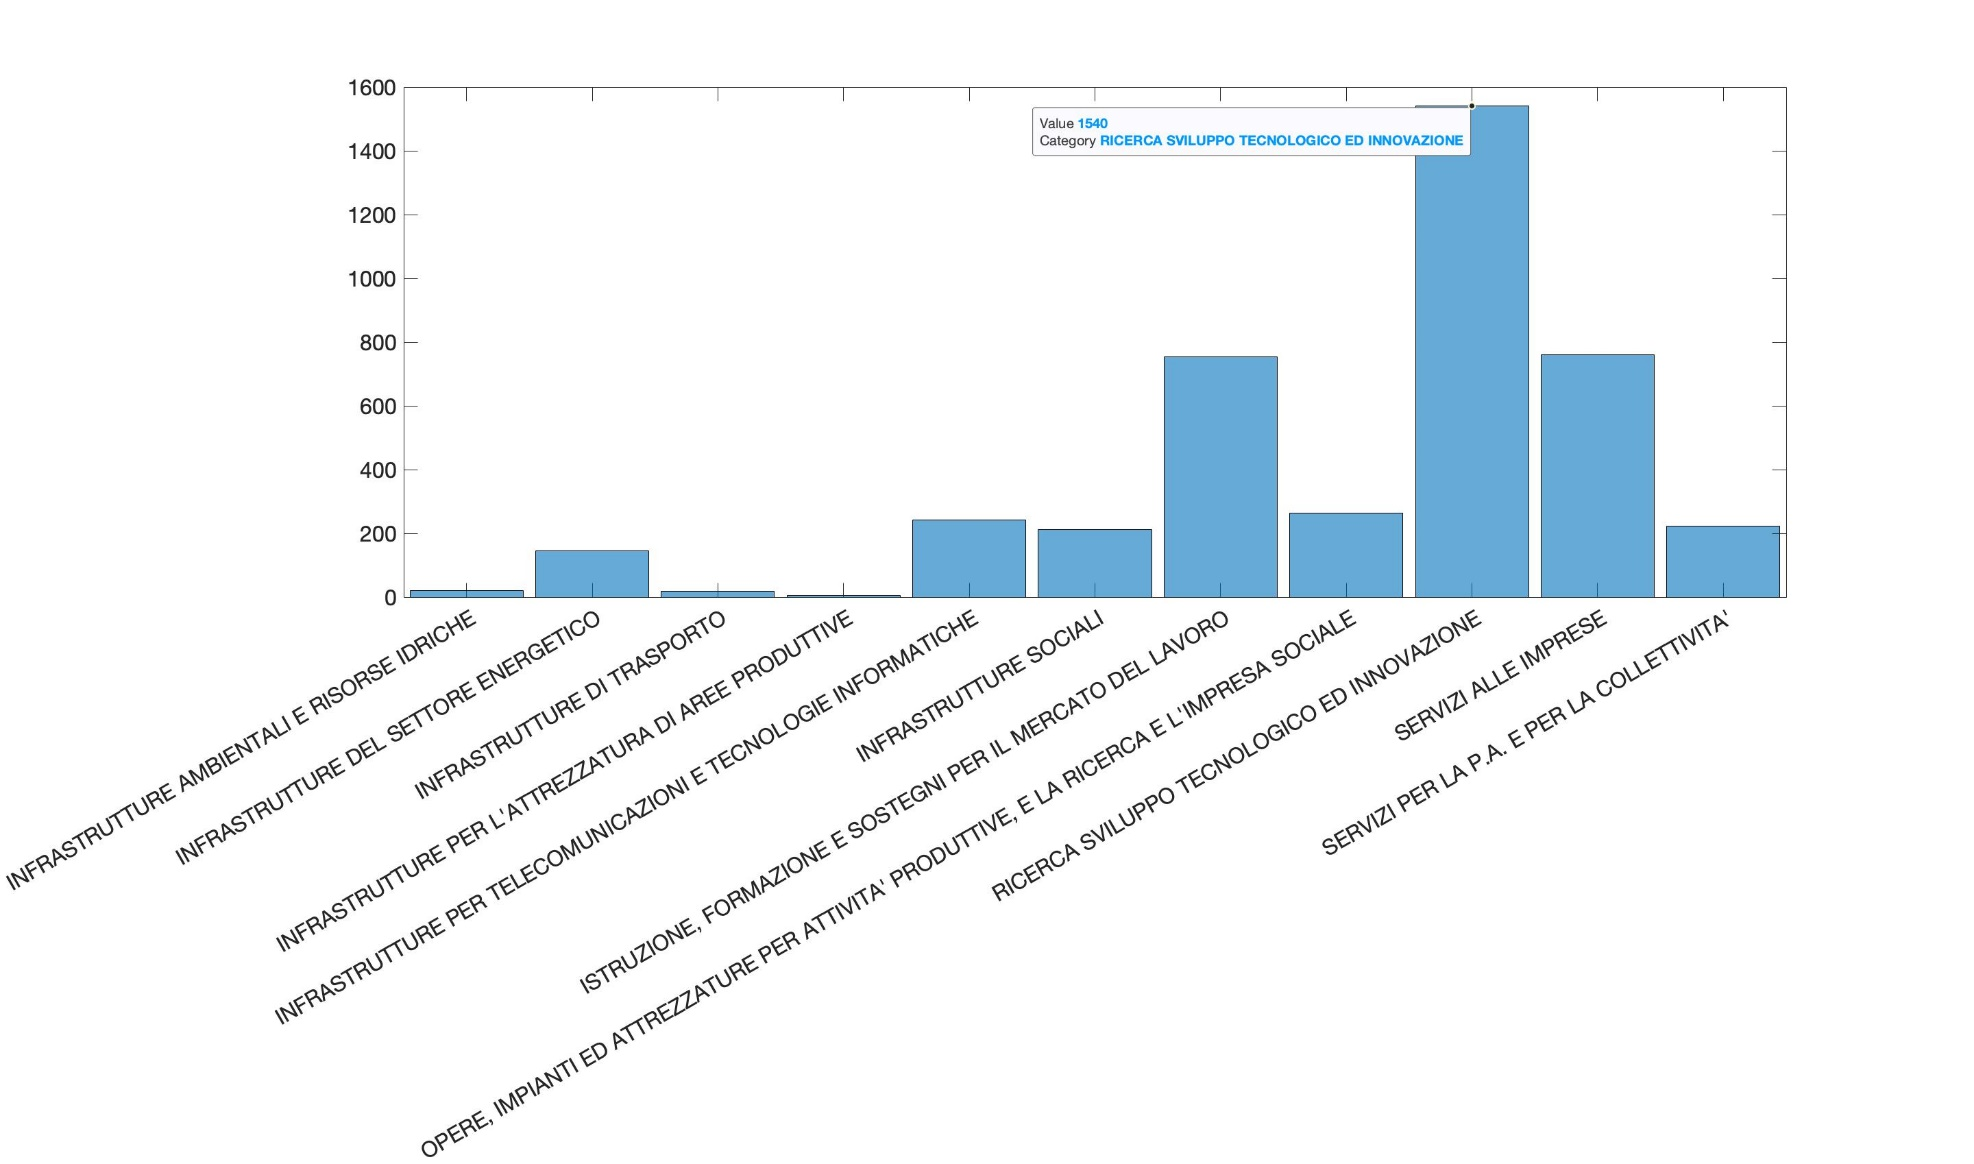 1600
1400
1200
1000
800
600
400
200
0
Value 1540
Category RICERCA SVILUPPO TECNOLOGICO ED INNOVAZIONE
INFRASTRUTTURE AMBIENTALI E RISORSE IDRICHE
INFRASTRUTTURE DEL SETTORE ENERGETICO
INFRASTRUTTURE DI TRASPORTO
INFRASTRUTTURE PER L'ATTREZZATURA DI AREE PRODUTTIVE
INFRASTRUTTURE PER TELECOMUNICAZIONI E TECNOLOGIE INFORMATICHE
INFRASTRUTTURE SOCIALI
ISTRUZIONE, FORMAZIONE E SOSTEGNI PER IL MERCATO DEL LAVORO
OPERE, IMPIANTI ED ATTREZZATURE PER ATTIVITA' PRODUTTIVE, E LA RICERCA E L'IMPRESA SOCIALE
RICERCA SVILUPPO TECNOLOGICO ED INNOVAZIONE
SERVIZI ALLE IMPRESE
SERVIZI PER LA P.A. E PER LA COLLETTIVITA'